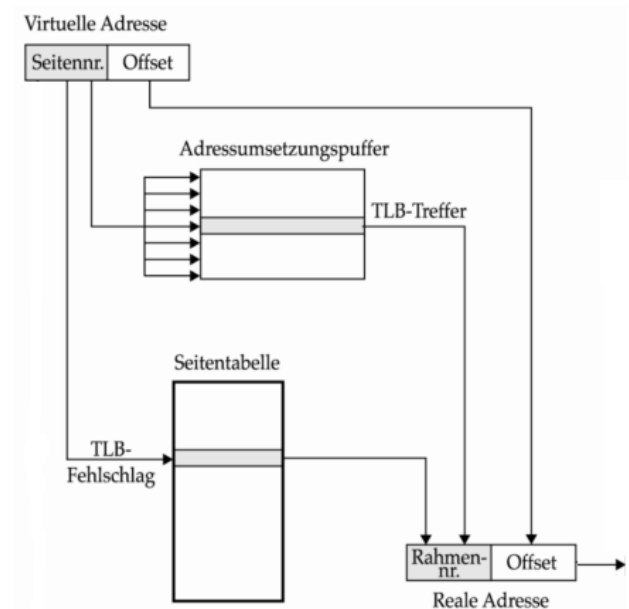 Virtuelle Adresse
Seitennr. Offset
Adressumsetzungspuffer
TLB-Treffer
Seitentabelle
TLB-
Fehlschlag
Rahmen-
nr.
Offset
Reale Adresse